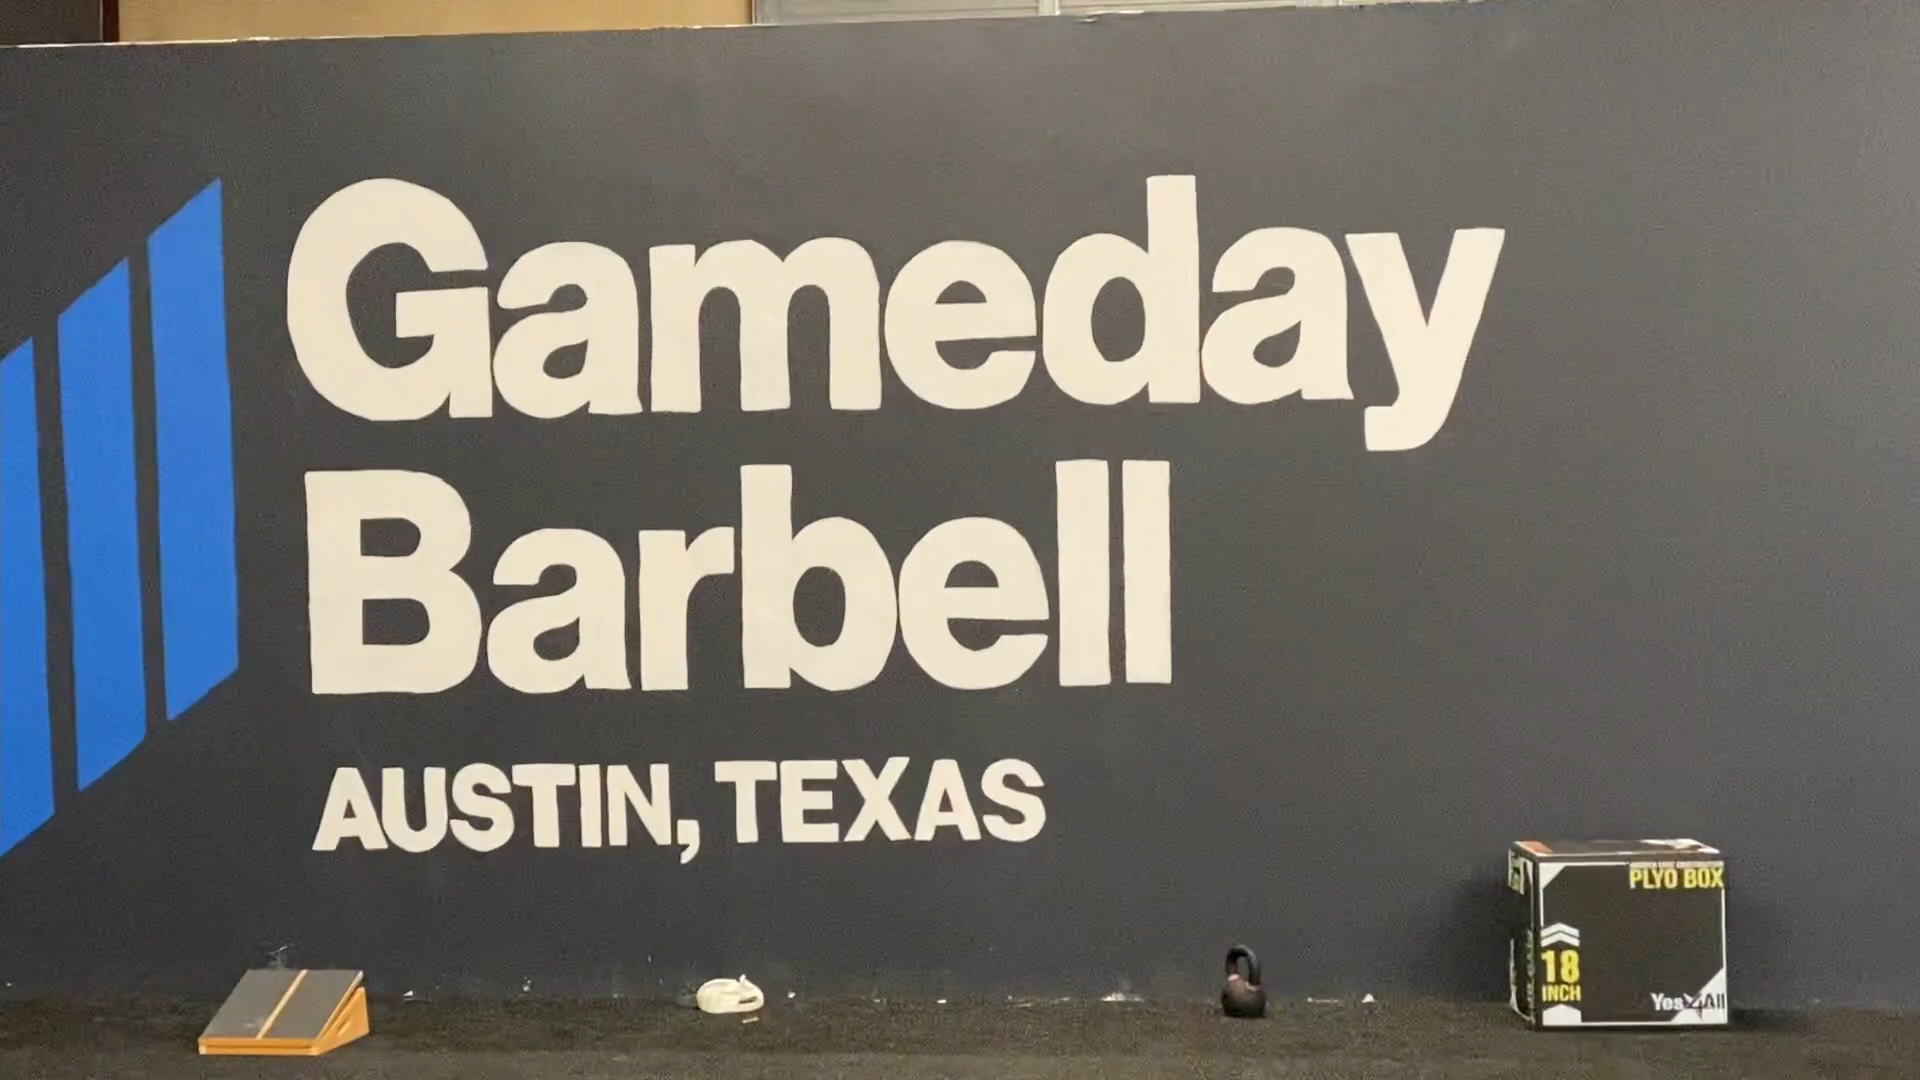 Gameday
Barbell
AUSTIN, TEXAS
PLYO BOX
18
INCH
Yes4All